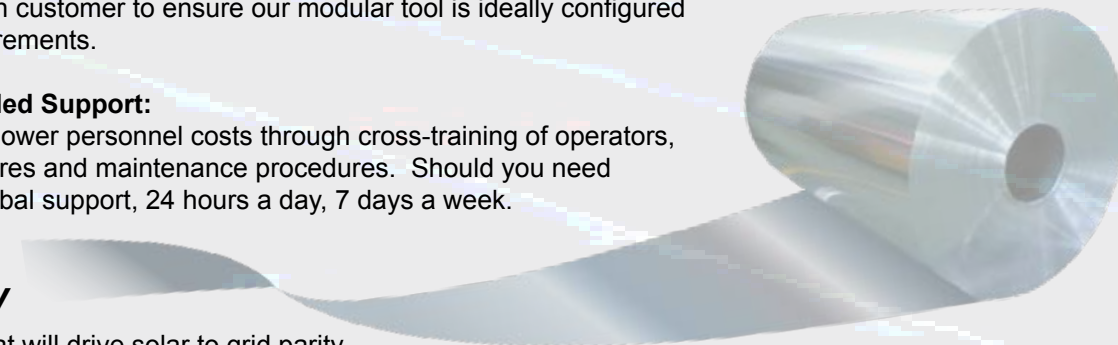 customer to ensure our modular tool is ideally configured
rements.
led Support:
ower personnel costs through cross-training of operators,
res and maintenance procedures.  Should you need
bal support, 24 hours a day, 7 days a week.
y
t will drive solar to grid parity